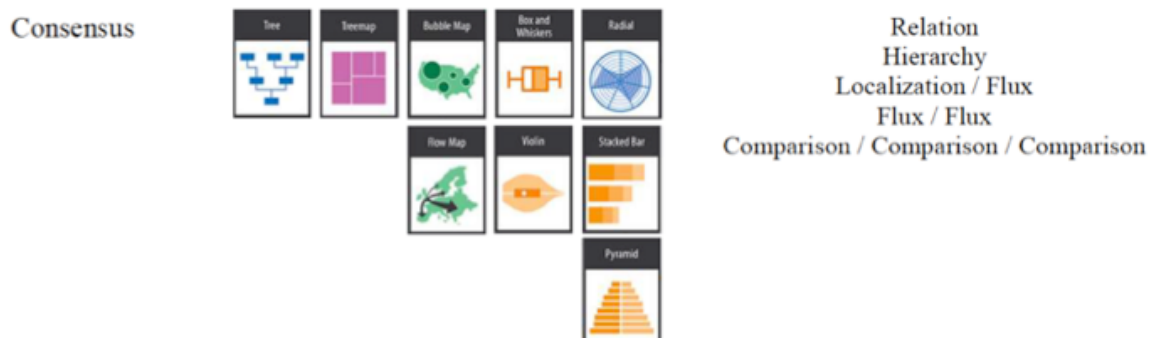 Consensus
Tree
Treemap
Bubble Map
Box and
Whiskers
Radial
Flow Map
Violin
Stacked Bar
Pyramid
Relation
Hierarchy
Localization / Flux
Flux / Flux
Comparison / Comparison / Comparison